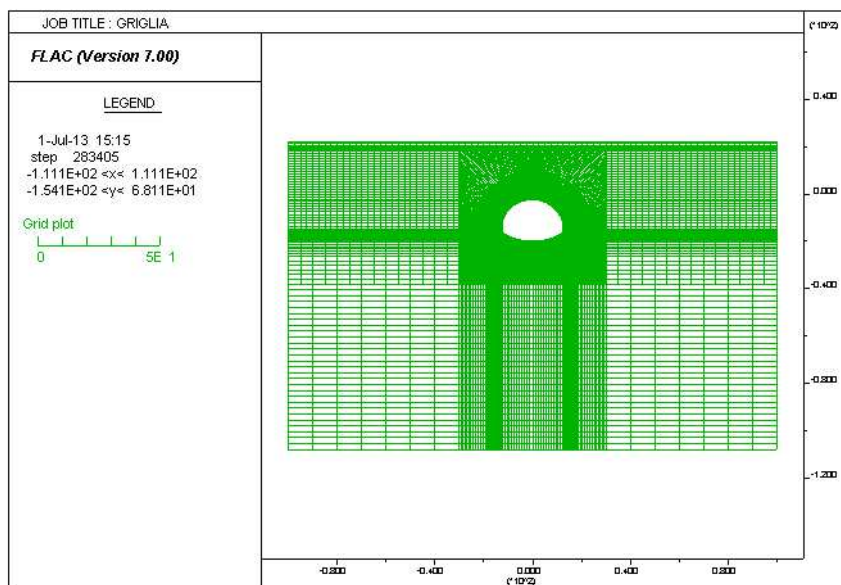 JOB TITLE : GRIGLIA
FLAC (Version 7.00)
LEGEND
1-Jul-13 15:15
step 283405
-1.111E+02 <x< 1.111E+02
-1.541E+02 <y< 6.811E+01
Grid plot
0 5E 1
(*10^2)
0.400
0.000
-0.400
-0.800
-1.200
-0.800 -0.400 0.000 0.400 0.800
(*10^2)